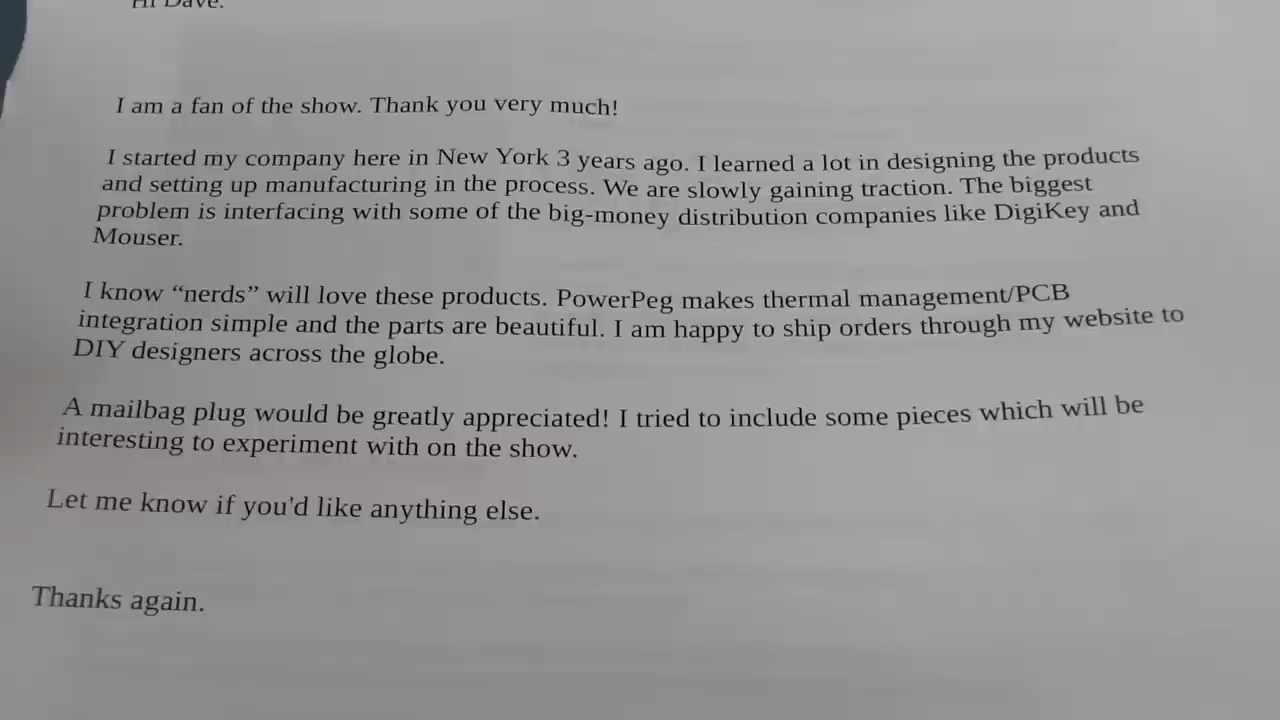 Hi Dave.
I am a fan of the show. Thank you very much!
I started my company here in New York 3 years ago. I learned a lot in designing the products
and setting up manufacturing in the process. We are slowly gaining traction. The biggest
problem is interfacing with some of the big-money distribution companies like DigiKey and
Mouser.
I know “nerds” will love these products. PowerPeg makes thermal management/PCB
integration simple and the parts are beautiful. I am happy to ship orders through my website to
DIY designers across the globe.
A mailbag plug would be greatly appreciated! I tried to include some pieces which will be
interesting to experiment with on the show.
Let me know if you'd like anything else.
Thanks again.